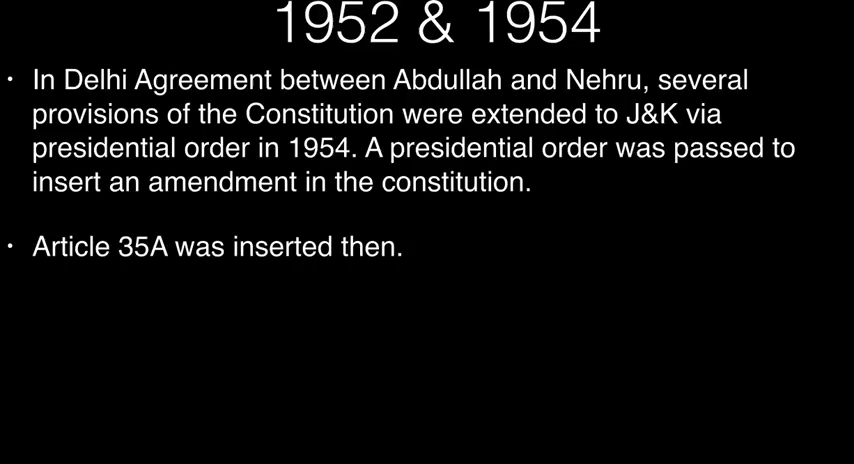 1952 & 1954
• In Delhi Agreement between Abdullah and Nehru, several
provisions of the Constitution were extended to J&K via
presidential order in 1954. A presidential order was passed to
insert an amendment in the constitution.
• Article 35A was inserted then.